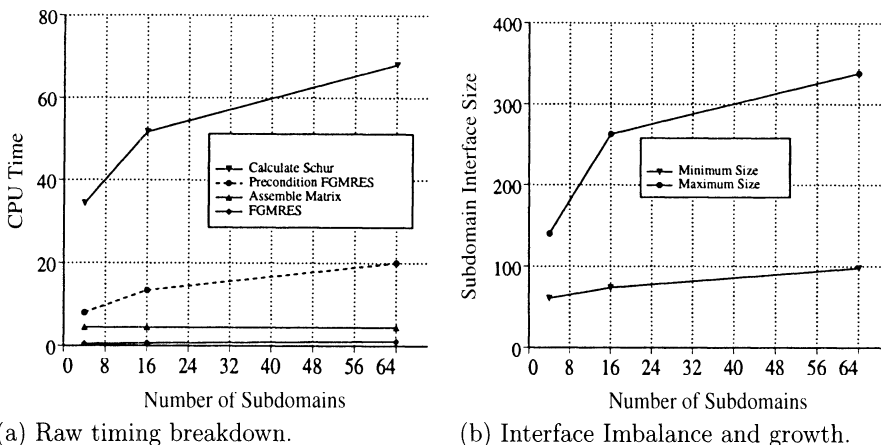 80
60
40
20
0
CPU Time
Calculate Schur
Precondition FGMRES
Assemble Matrix
FGMRES
0 8 16 24 32 40 48 56 64
Number of Subdomains
(a) Raw timing breakdown.
400
300
200
100
0
Subdomain Interface Size
Minimum Size
Maximum Size
0 8 16 24 32 40 48 56 64
Number of Subdomains
(b) Interface Imbalance and growth.